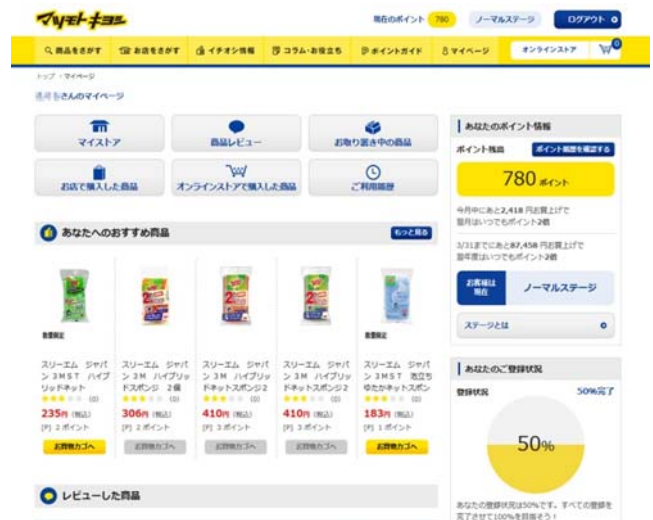 マツモトキヨシ
現在のポイント 780 ノーマルステージ ログアウト
商品をさがす お店をさがす イチオシ情報 コラム・お役立ち ポイントガイド マイページ オンラインストア 0
トップ › マイページ
さんのマイページ
マイストア
商品レビュー
お取り置き中の商品
お店で購入した商品
オンラインストアで購入した商品
ご利用履歴
あなたへのおすすめ商品
もっと見る
数量限定
スリーエム ジャパン 3MST ハイブリッドネット
★★★★★ (0)
235円 (税込)
[P] 2 ポイント
お買物カゴへ
スリーエム ジャパン 3M ハイブリッドスポンジ 2個
★★★★★ (0)
306円 (税込)
[P] 2 ポイント
お買物カゴへ
スリーエム ジャパン 3M ハイブリッドネットスポンジ2
★★★★★ (0)
410円 (税込)
[P] 3 ポイント
お買物カゴへ
スリーエム ジャパン 3M ハイブリッドネットスポンジ2
★★★★★ (0)
410円 (税込)
[P] 3 ポイント
お買物カゴへ
数量限定
スリーエム ジャパン 3MST 泡立ちゆたかネットスポン
★★★★★ (0)
183円 (税込)
[P] 1 ポイント
お買物カゴへ
レビューした商品
あなたのポイント情報
ポイント残高 ポイント履歴を確認する
780 ポイント
今月中にあと2,418 円お買上げで
翌月はいつでもポイント2倍
3/31までにあと87,458 円お買上げで
翌年度はいつでもポイント2倍
お客様は
現在
ノーマルステージ
ステージとは
あなたのご登録状況
登録状況 50%完了
50%
あなたの登録状況は50%です。すべての登録を
完了させて100%を目指そう！